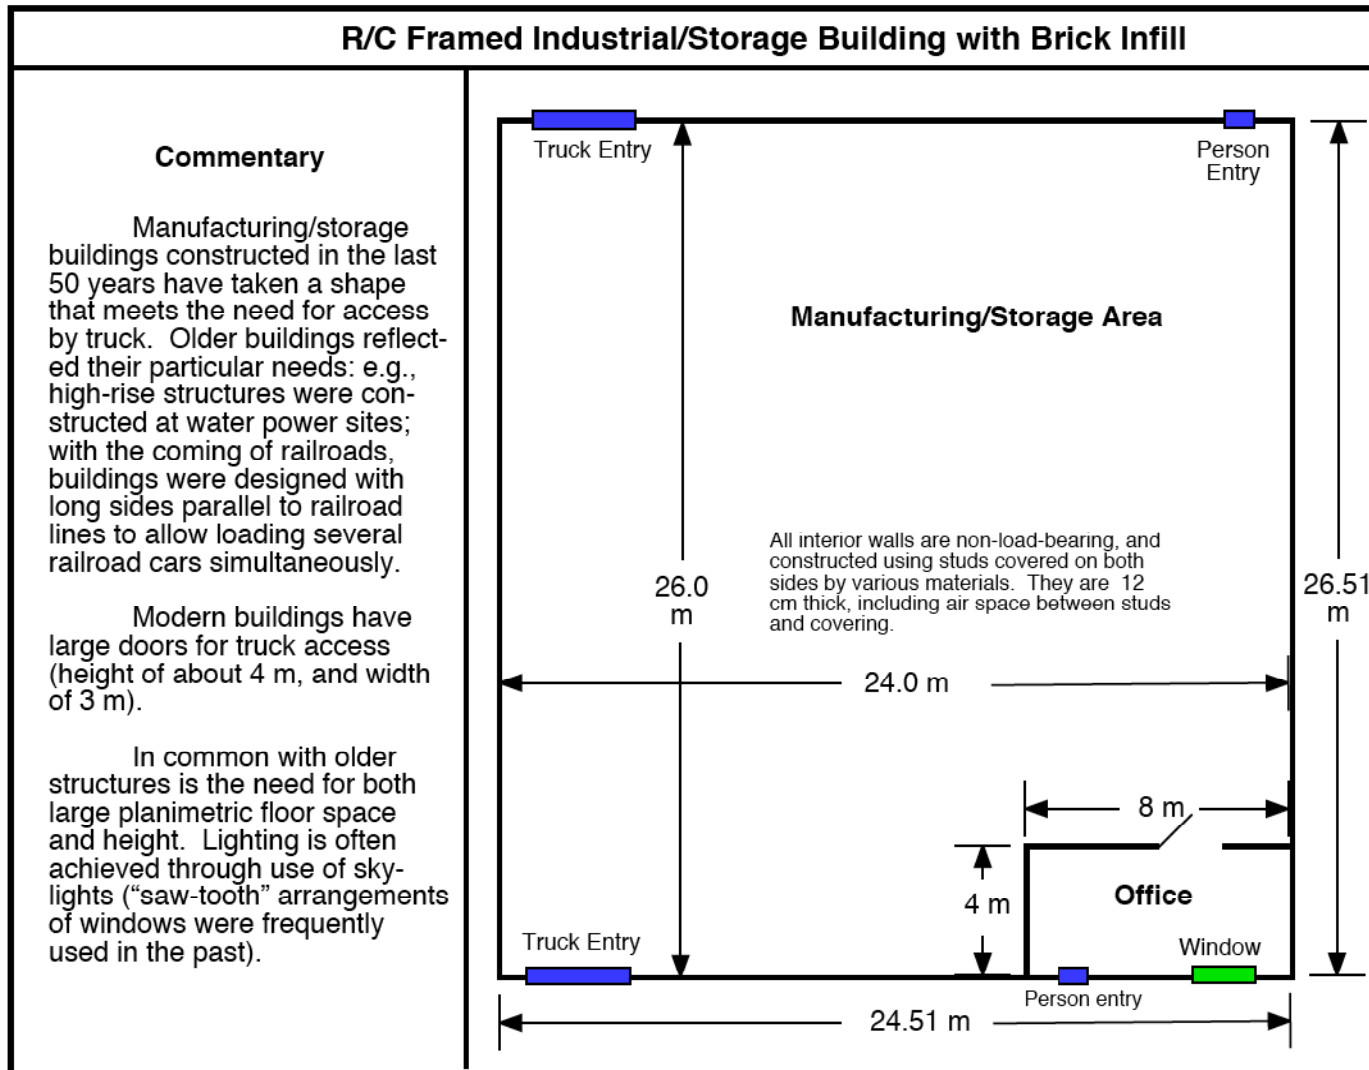 R/C Framed Industrial/Storage Building with Brick Infill
Commentary
Manufacturing/storage
buildings constructed in the last
50 years have taken a shape
that meets the need for access
by truck.  Older buildings reflect-
ed their particular needs: e.g.,
high-rise structures were con-
structed at water power sites;
with the coming of railroads,
buildings were designed with
long sides parallel to railroad
lines to allow loading several
railroad cars simultaneously.
Modern buildings have
large doors for truck access
(height of about 4 m, and width
of 3 m).
In common with older
structures is the need for both
large planimetric floor space
and height.  Lighting is often
achieved through use of sky-
lights (“saw-tooth” arrangements
of windows were frequently
used in the past).
Truck Entry
Person
Entry
Manufacturing/Storage Area
All interior walls are non-load-bearing, and
constructed using studs covered on both
sides by various materials.  They are  12
cm thick, including air space between studs
and covering.
26.0
m
26.51
m
24.0 m
8 m
4 m
Office
Truck Entry
Window
Person entry
24.51 m